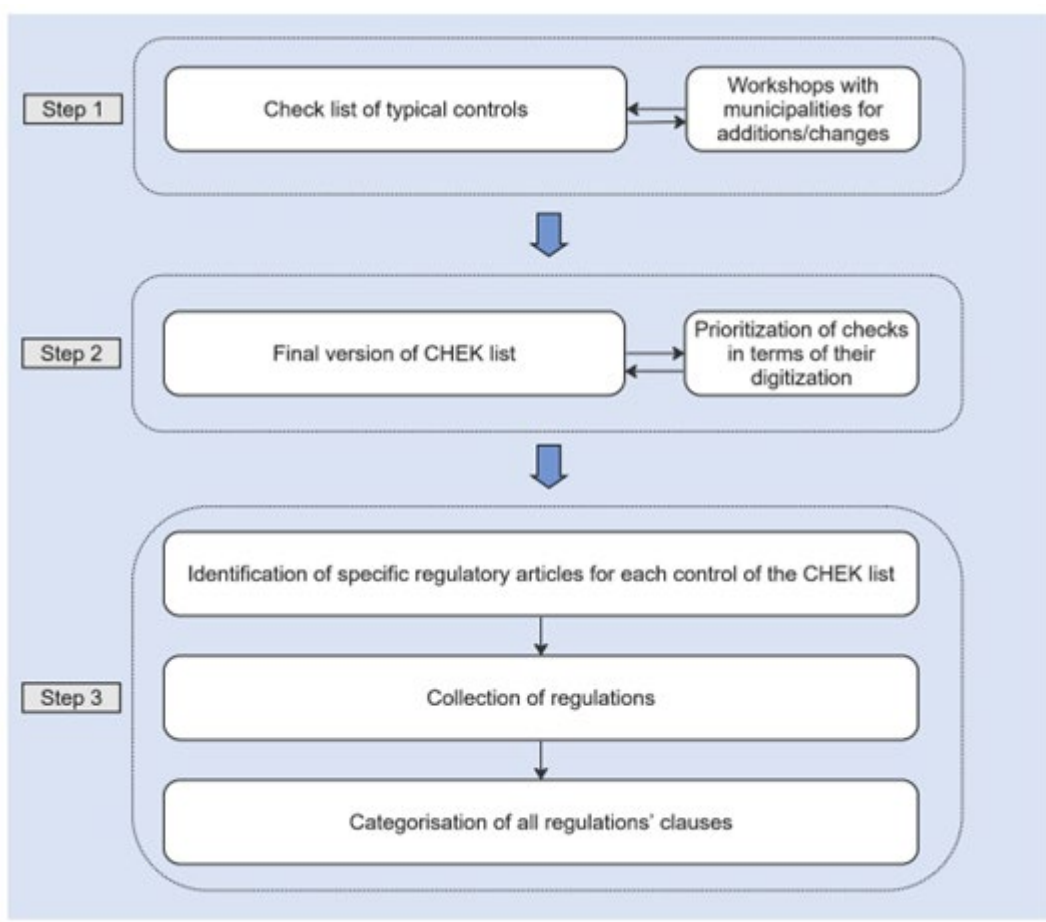 Step 1
Check list of typical controls
Workshops with
municipalities for
additions/changes
Step 2
Final version of CHEK list
Prioritization of checks
in terms of their
digitization
Step 3
Identification of specific regulatory articles for each control of the CHEK list
Collection of regulations
Categorisation of all regulations’ clauses